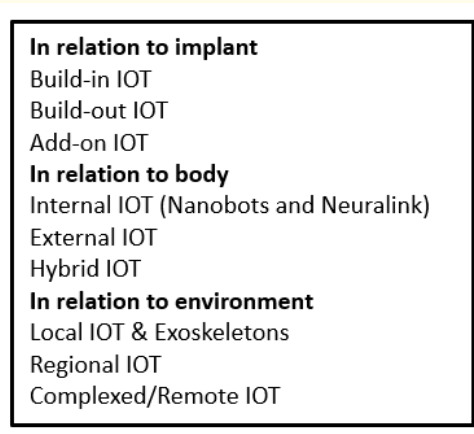 In relation to implant
Build-in IOT
Build-out IOT
Add-on IOT
In relation to body
Internal IOT (Nanobots and Neuralink)
External IOT
Hybrid IOT
In relation to environment
Local IOT & Exoskeletons
Regional IOT
Complexed/Remote IOT